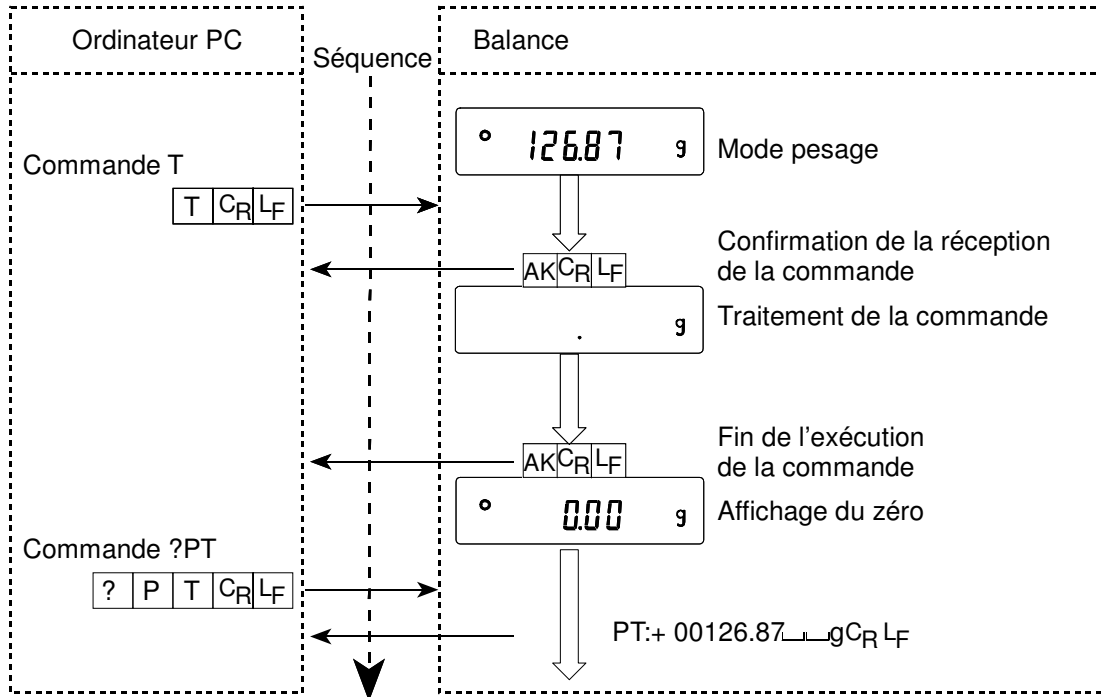 Ordinateur PC
Séquence
Balance
126.87 g
Mode pesage
Commande T
T CR LF
Confirmation de la réception
de la commande
AK CR LF
. g
Traitement de la commande
Fin de l'exécution
de la commande
AK CR LF
0.00 g
Affichage du zéro
Commande ?PT
? P T CR LF
PT:+ 00126.87␣␣gCR LF